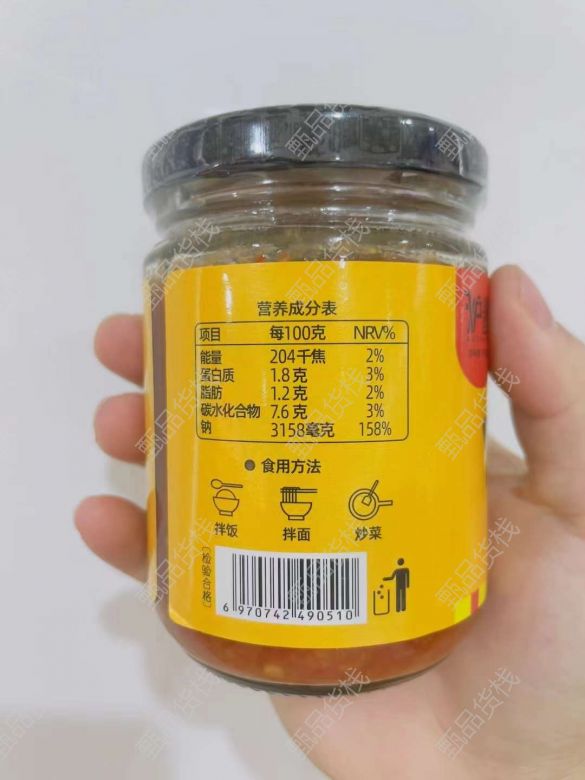 营养成分表
项目 每100克 NRV%
能量 204千焦 2%
蛋白质 1.8克 3%
脂肪 1.2克 2%
碳水化合物 7.6克 3%
钠 3158毫克 158%
食用方法
拌饭 拌面 炒菜
[检验合格]
6 970742 490510
甄品货栈